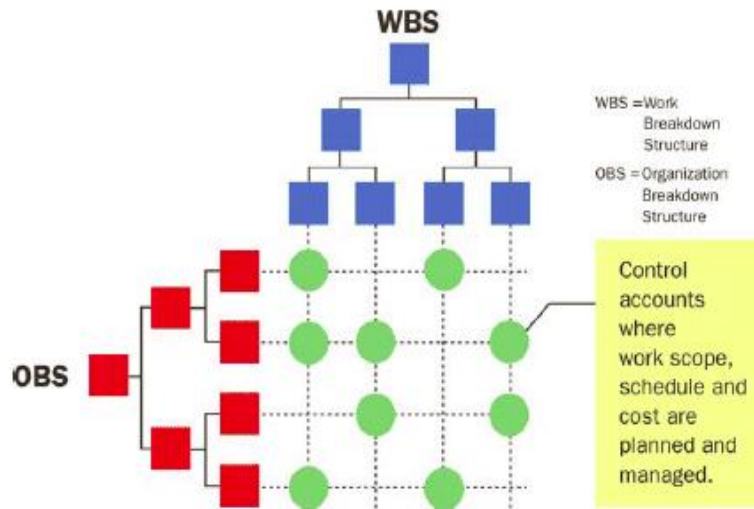 WBS
WBS = Work
Breakdown
Structure
OBS = Organization
Breakdown
Structure
OBS
Control
accounts
where
work scope,
schedule and
cost are
planned and
managed.